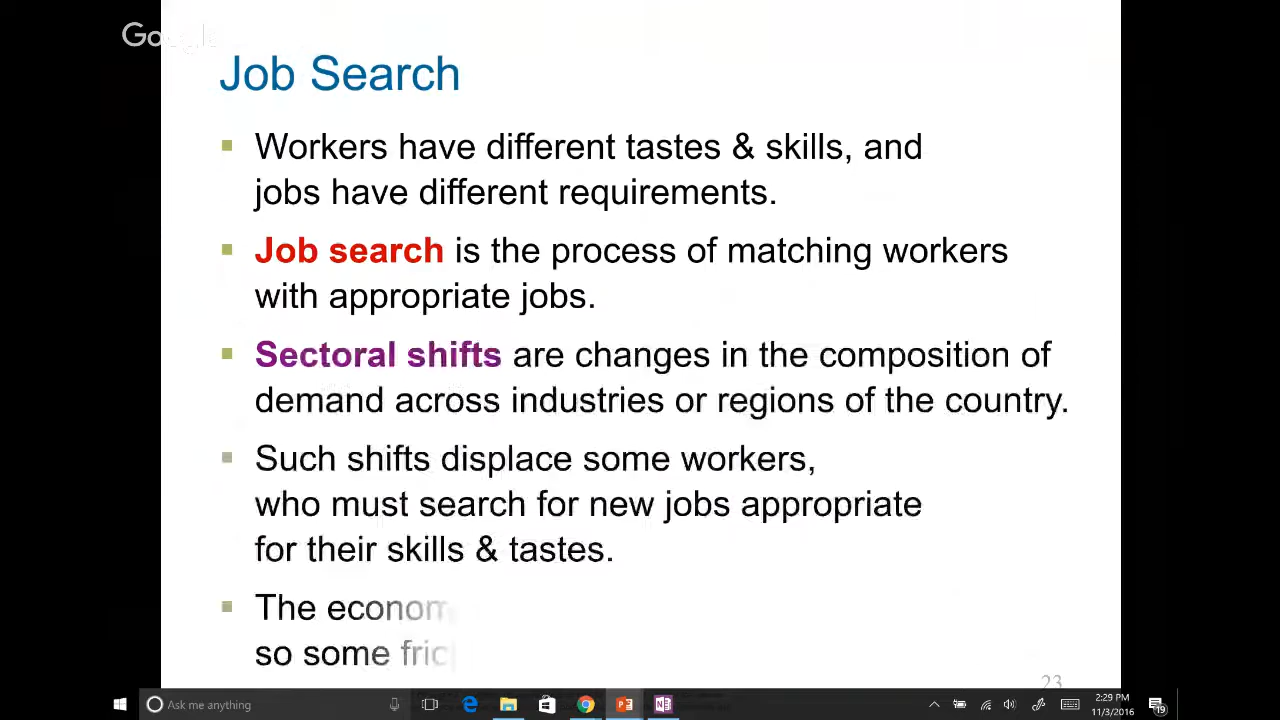 Google
Job Search
Workers have different tastes & skills, and
jobs have different requirements.
Job search is the process of matching workers
with appropriate jobs.
Sectoral shifts are changes in the composition of
demand across industries or regions of the country.
Such shifts displace some workers,
who must search for new jobs appropriate
for their skills & tastes.
The
so some
23
Ask me anything
2:29 PM
11/3/2016
19